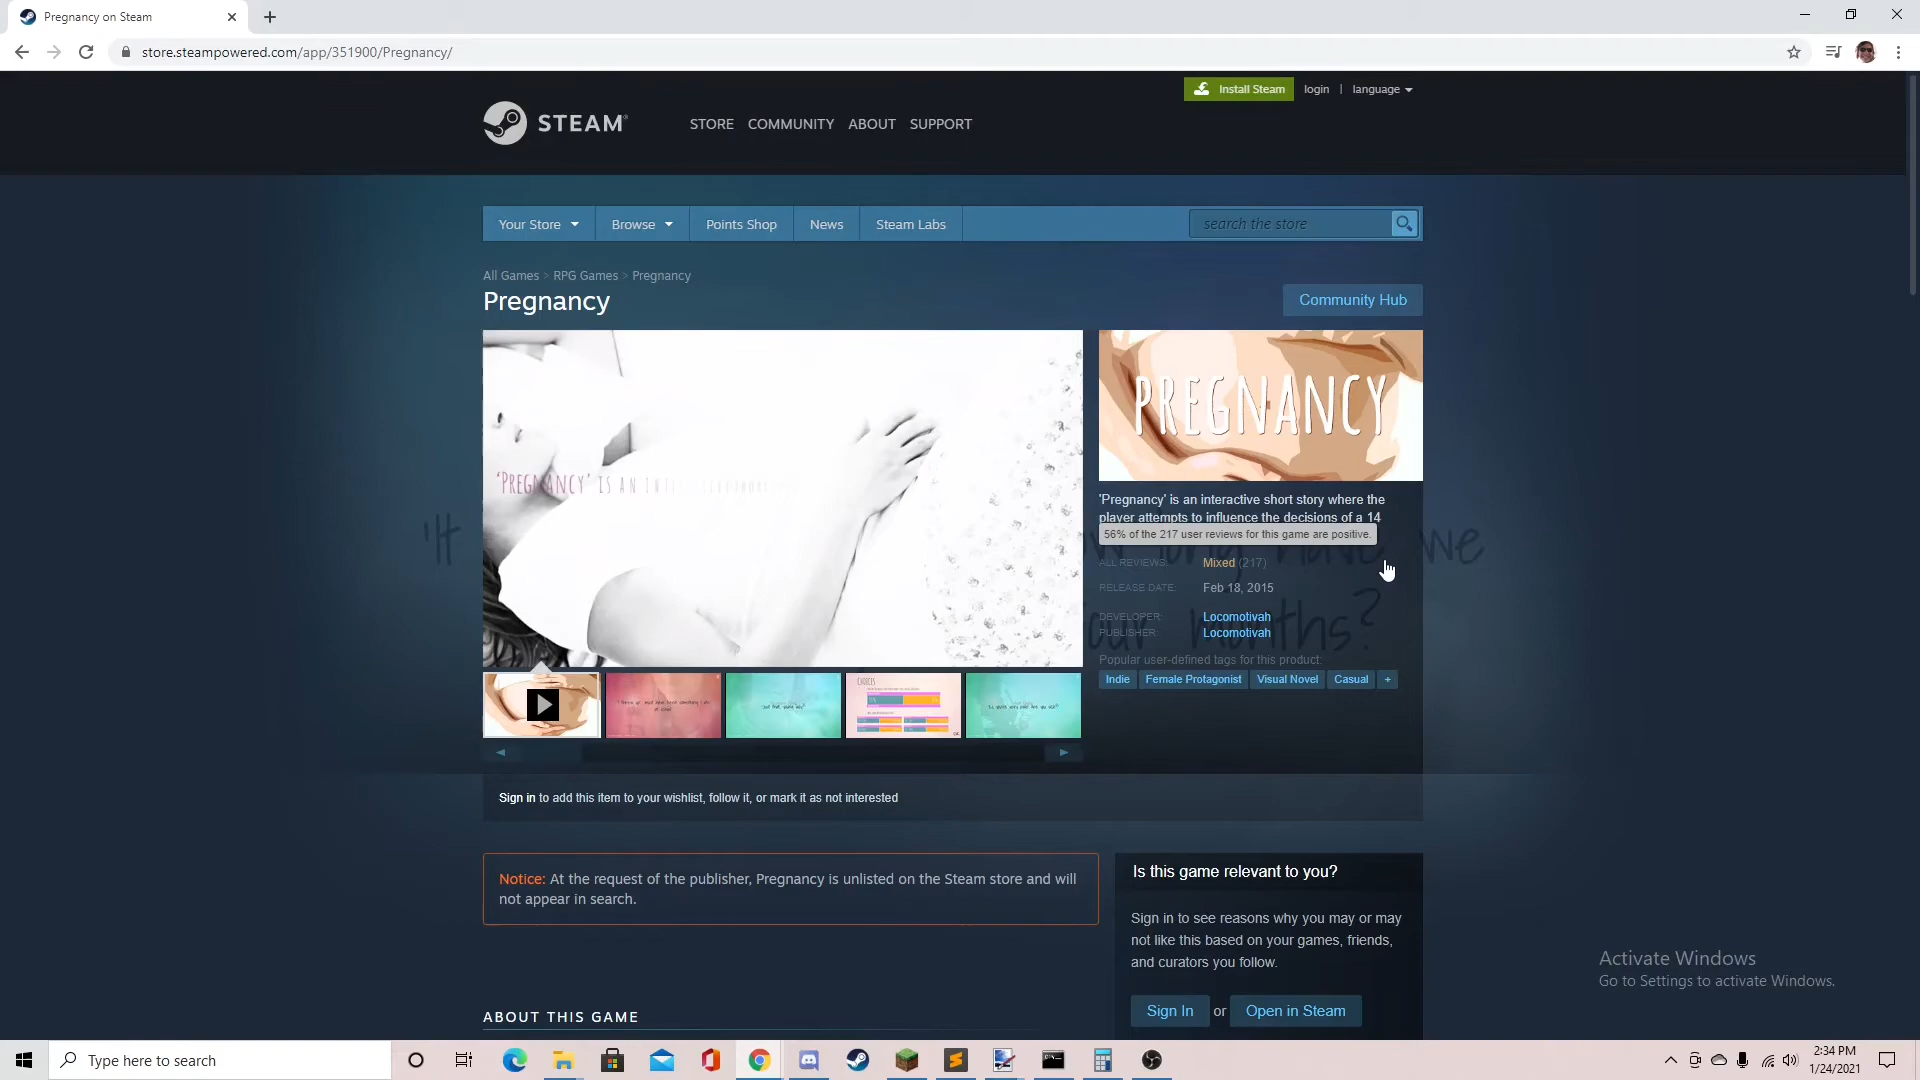 Pregnancy on Steam
store.steampowered.com/app/351900/Pregnancy/
Install Steam
login | language
STEAM®
STORE COMMUNITY ABOUT SUPPORT
Your Store Browse Points Shop News Steam Labs
search the store
All Games > RPG Games > Pregnancy
Pregnancy
Community Hub
PREGNANCY
'PREGNANCY' IS AN
'Pregnancy' is an interactive short story where the
player attempts to influence the decisions of a 14
56% of the 217 user reviews for this game are positive.
ALL REVIEWS: Mixed (217)
RELEASE DATE: Feb 18, 2015
DEVELOPER: Locomotivah
PUBLISHER: Locomotivah
Popular user-defined tags for this product:
Indie Female Protagonist Visual Novel Casual +
'It
long have we
months?
CHOICES
Sign in to add this item to your wishlist, follow it, or mark it as not interested
Notice: At the request of the publisher, Pregnancy is unlisted on the Steam store and will
not appear in search.
Is this game relevant to you?
Sign in to see reasons why you may or may
not like this based on your games, friends,
and curators you follow.
Sign In or Open in Steam
ABOUT THIS GAME
Activate Windows
Go to Settings to activate Windows.
Type here to search
2:34 PM
1/24/2021